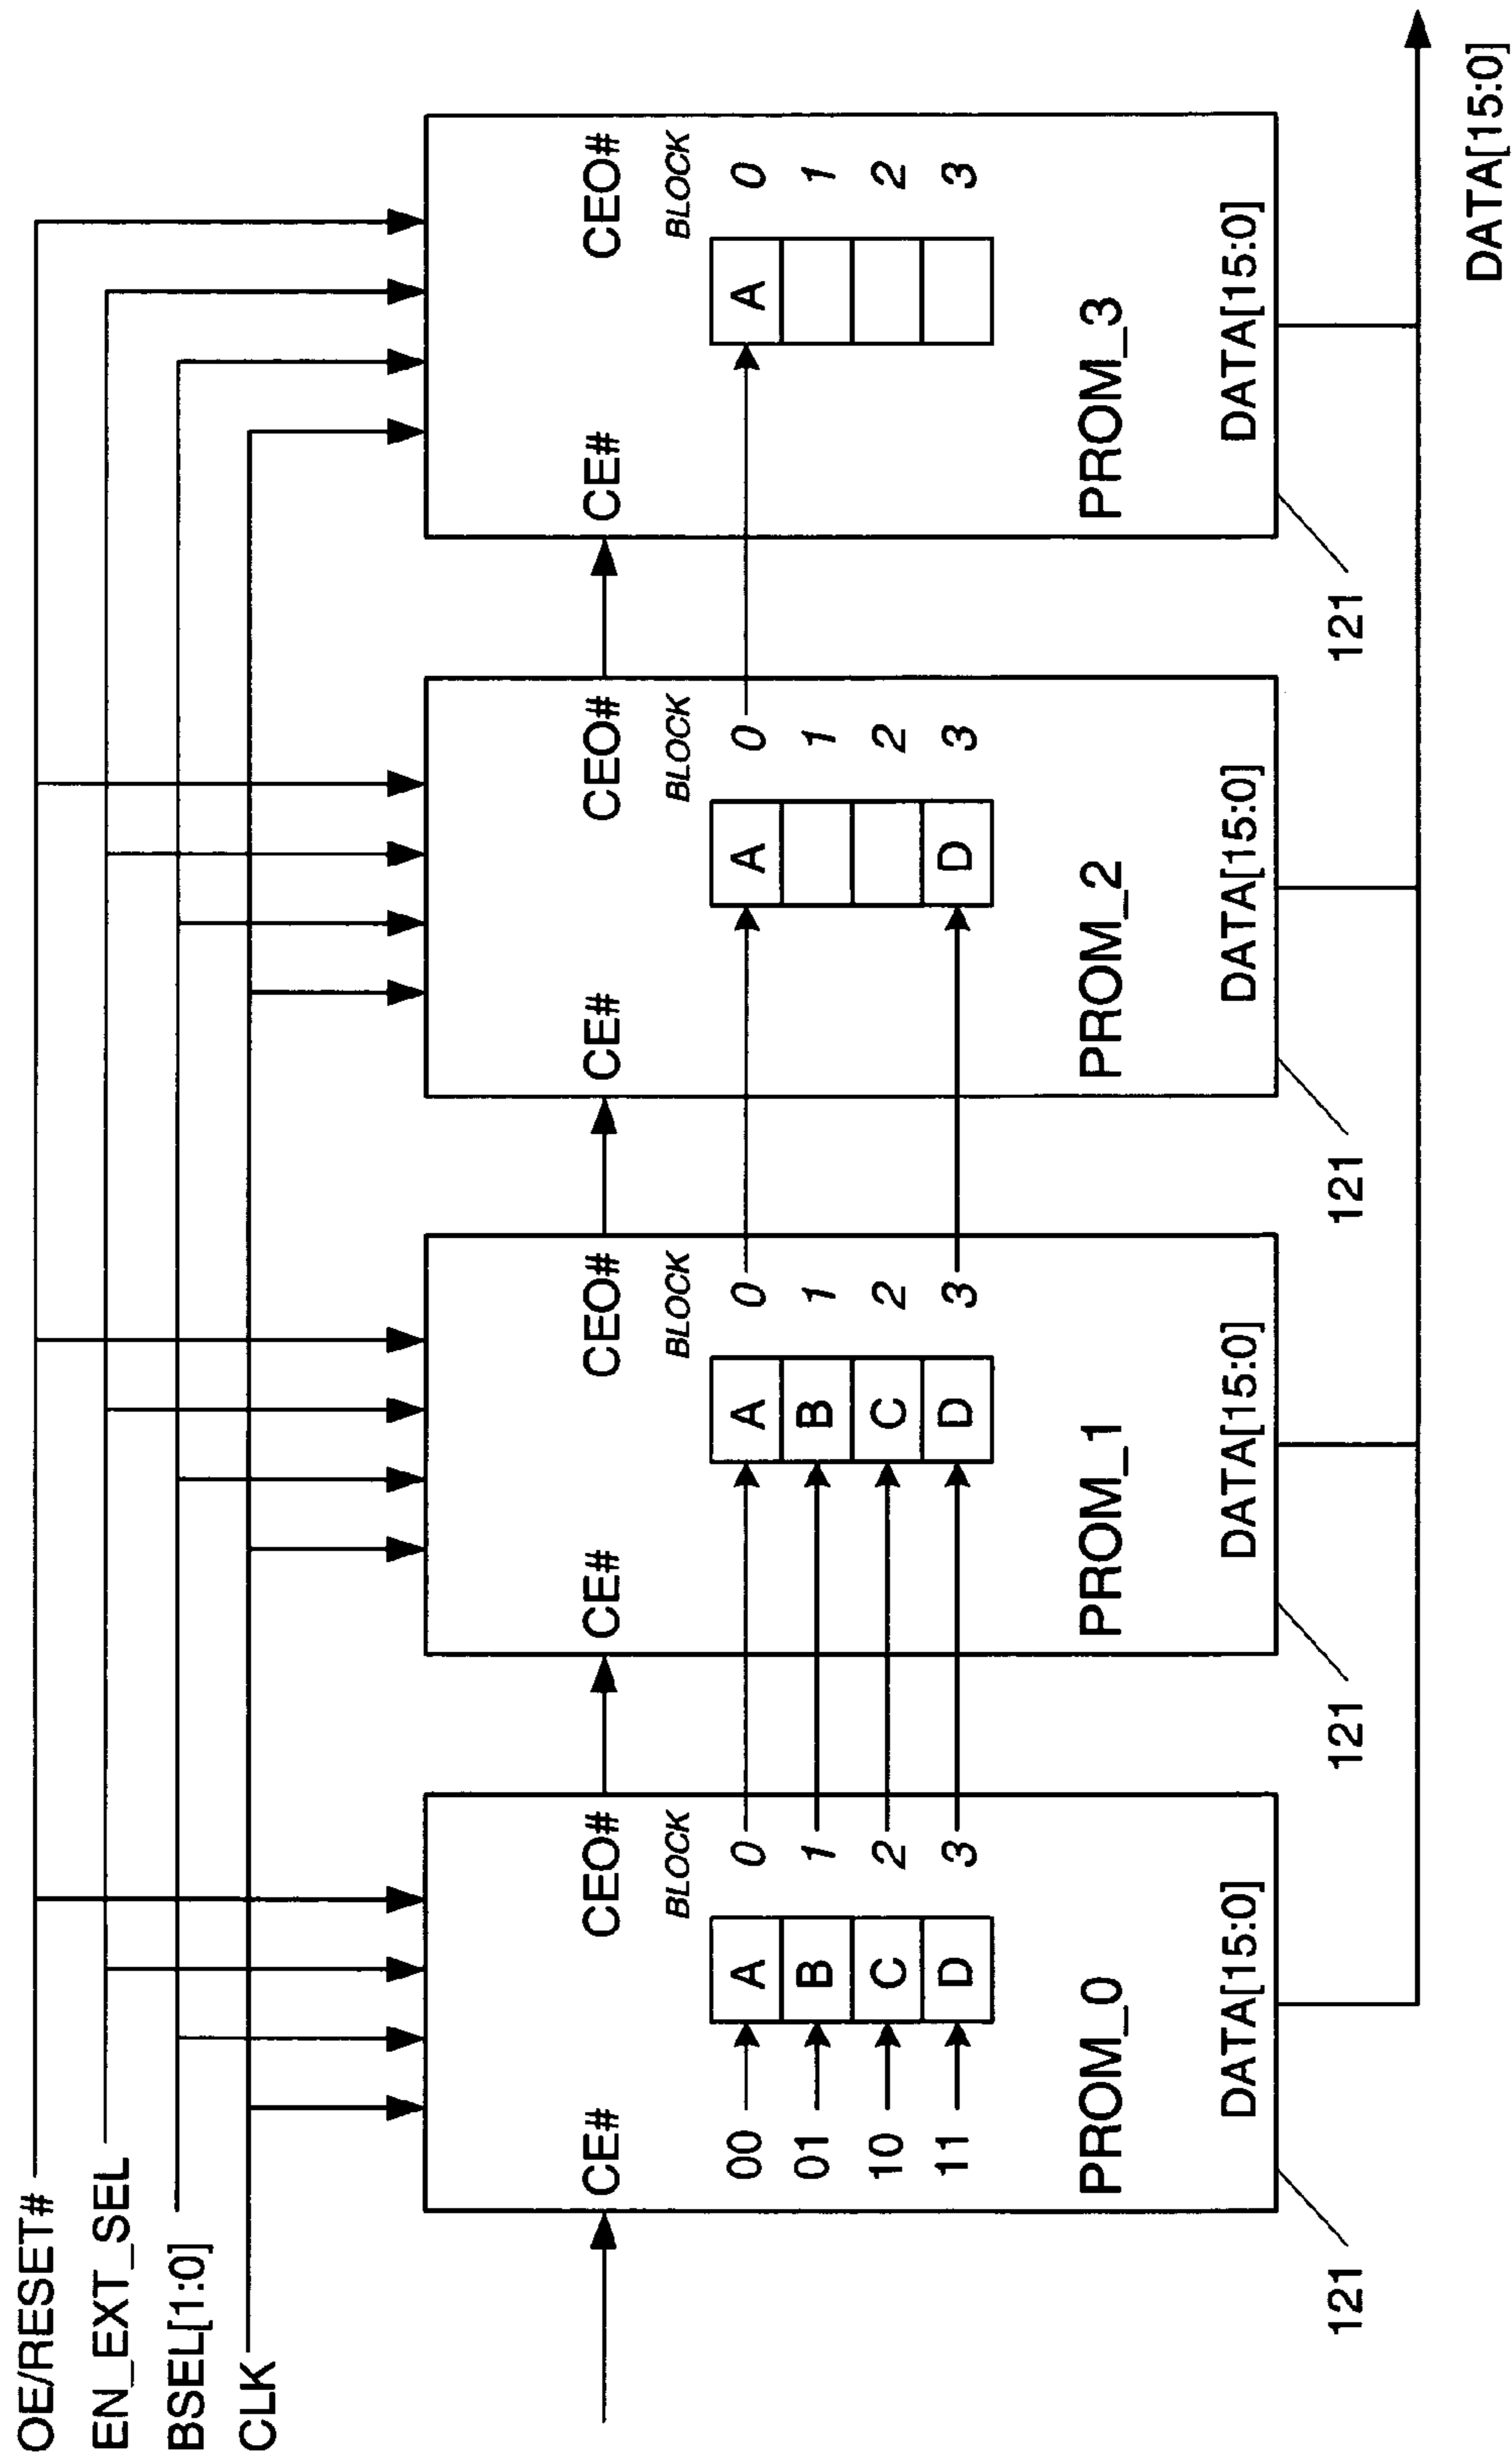 OE/RESET#
EN_EXT_SEL
BSEL[1:0]
CLK
CE#
CEO#
BLOCK
00
A
0
01
B
1
10
C
2
11
D
3
PROM_0
DATA[15:0]
121
CE#
CEO#
BLOCK
A
0
B
1
C
2
D
3
PROM_1
DATA[15:0]
121
CE#
CEO#
BLOCK
A
0
1
2
D
3
PROM_2
DATA[15:0]
121
CE#
CEO#
BLOCK
A
0
1
2
3
PROM_3
DATA[15:0]
121
DATA[15:0]